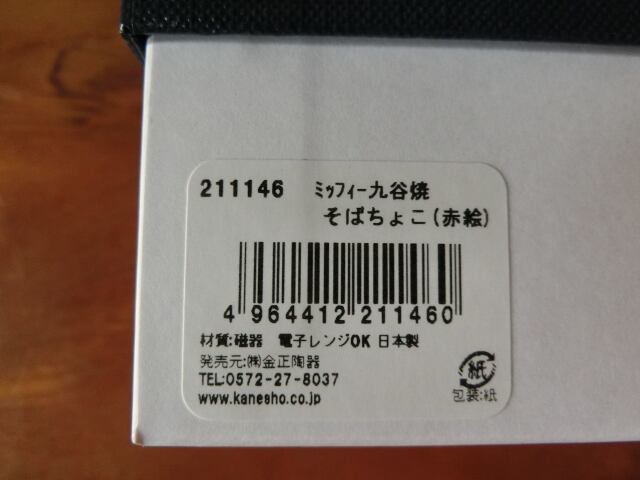 211146 ミッフィー九谷焼
そばちょこ(赤絵)
4 964412 211460
材質:磁器 電子レンジOK 日本製
発売元:㈱金正陶器
TEL:0572-27-8037
www.kanesho.co.jp
紙
包装:紙